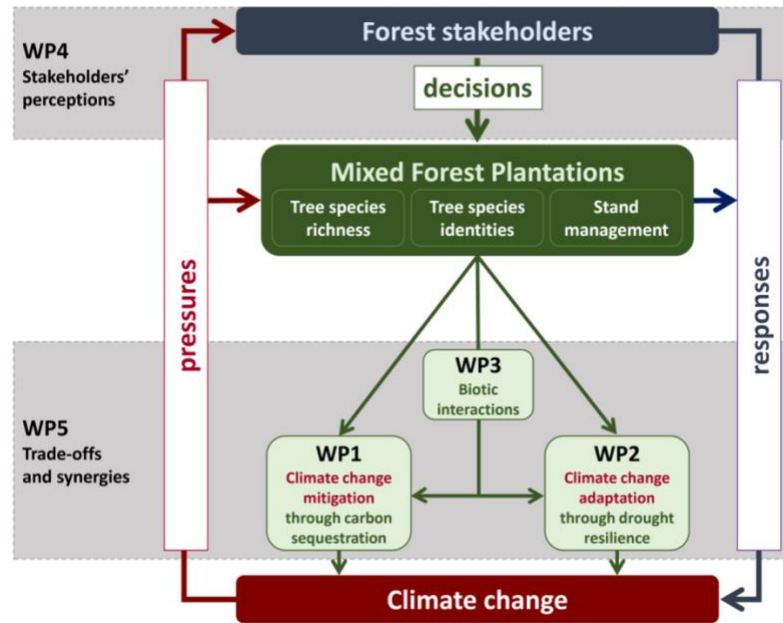 Forest stakeholders
WP4
Stakeholders'
perceptions
decisions
Mixed Forest Plantations
Tree species
richness
Tree species
identities
Stand
management
pressures
responses
WP3
Biotic
interactions
WP5
Trade-offs
and synergies
WP1
Climate change
mitigation
through carbon
sequestration
WP2
Climate change
adaptation
through drought
resilience
Climate change